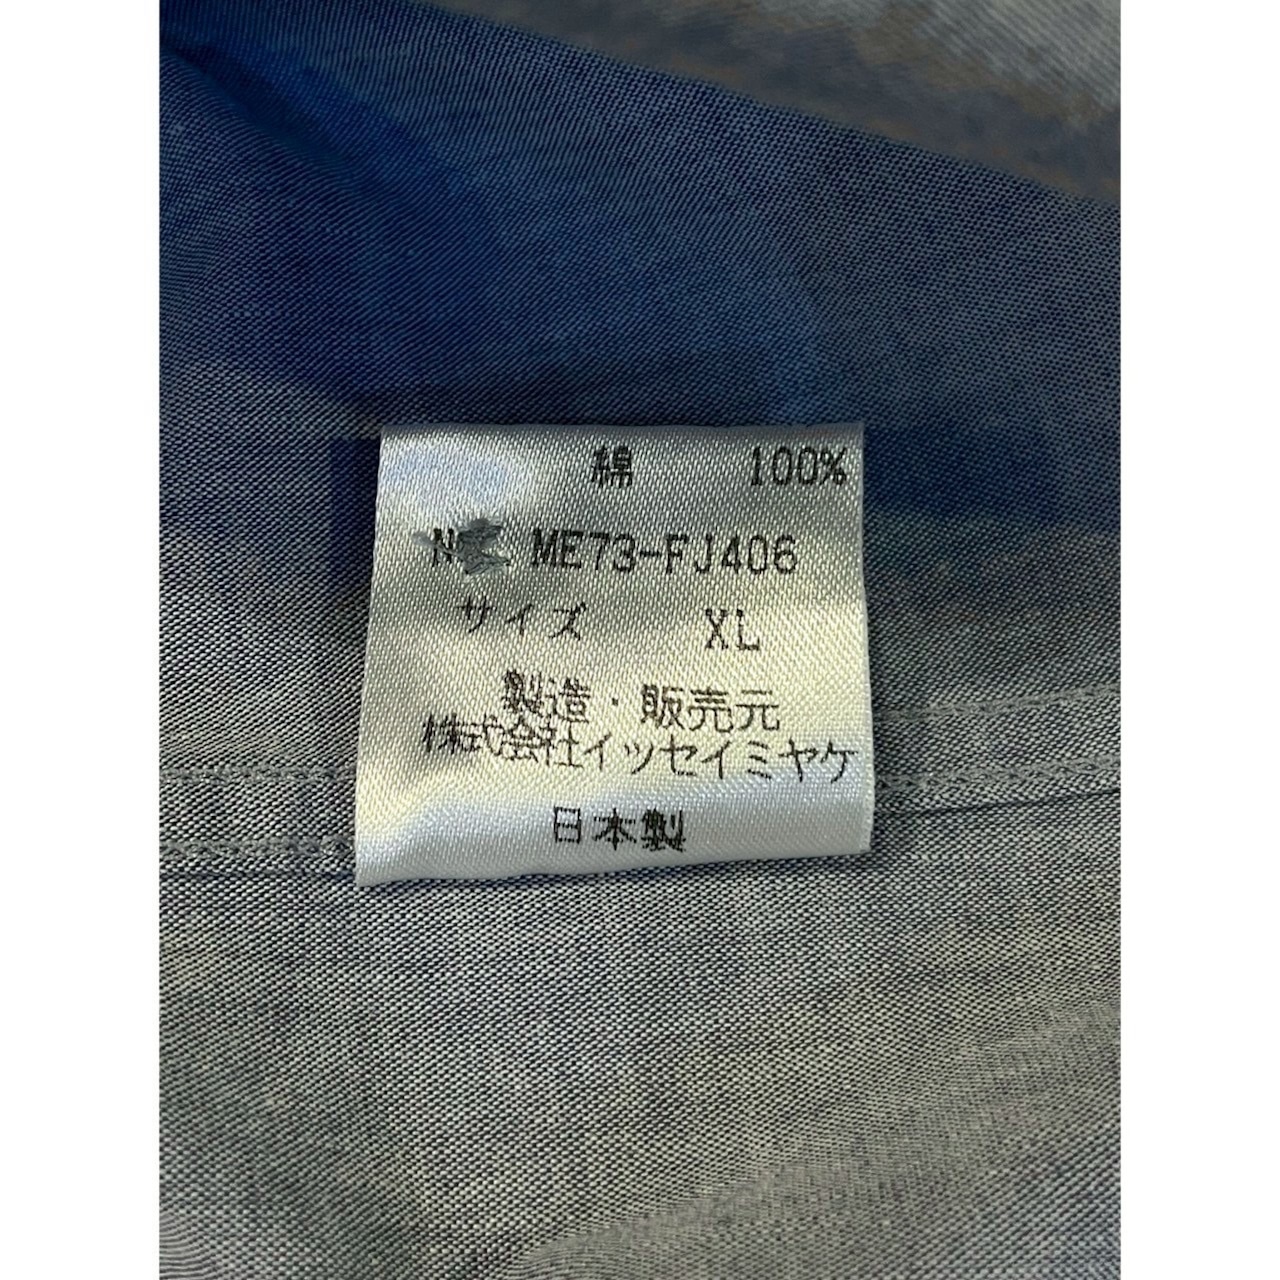 綿 100%
ME73-FJ406
サイズ XL
製造・販売元
株式会社イッセイミヤケ
日本製